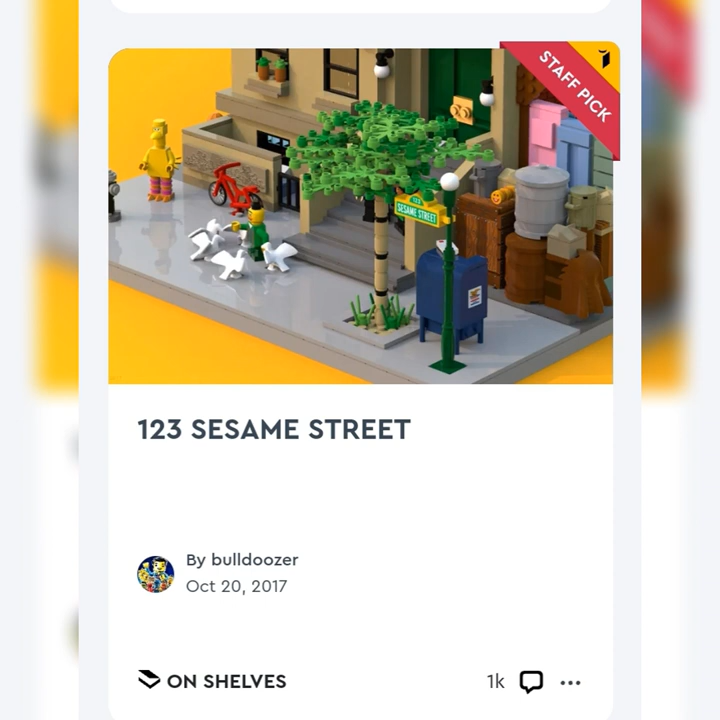 STAFF PICK
SESAME STREET
123 SESAME STREET
By bulldoozer
Oct 20, 2017
ON SHELVES
1k